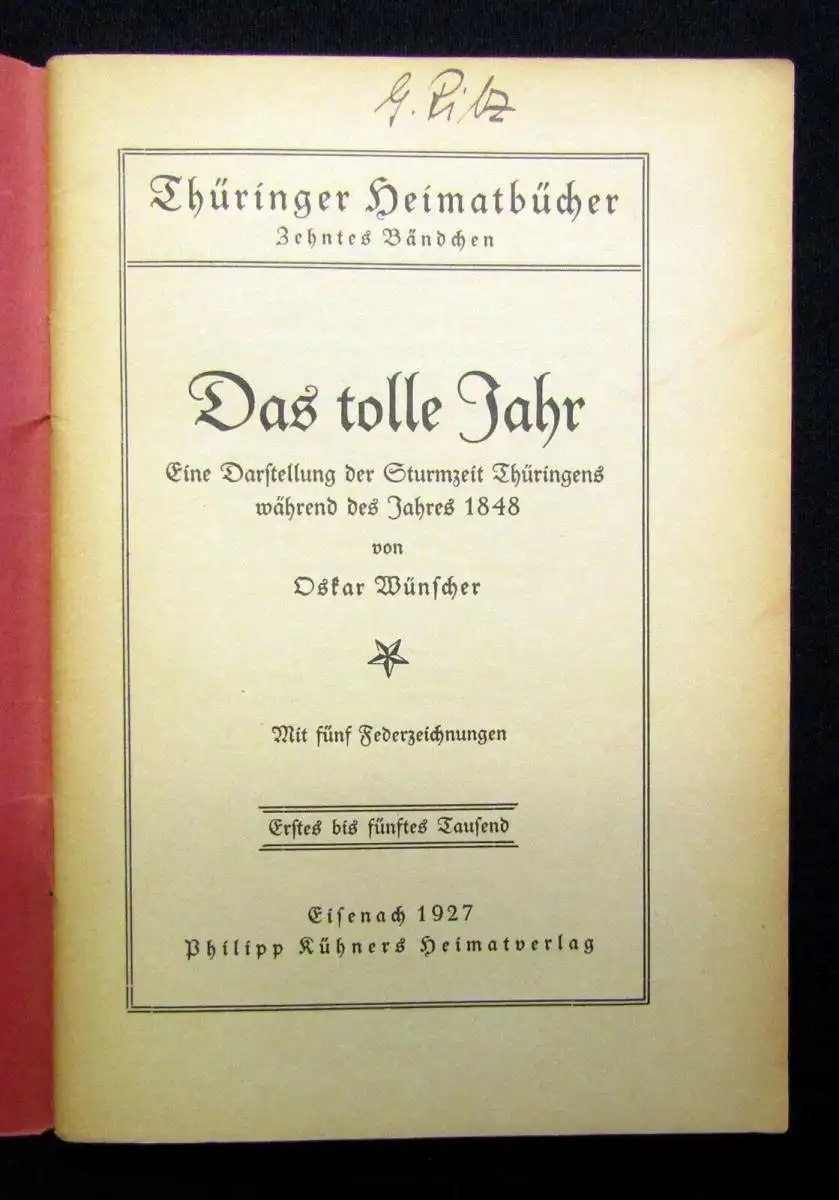 G. Pilz
Thüringer Heimatbücher
Zehntes Bändchen
Das tolle Jahr
Eine Darſtellung der Sturmzeit Thüringens
während des Jahres 1848
von
Oskar Wünſcher
Mit fünf Federzeichnungen
Erſtes bis fünftes Tauſend
Eiſenach 1927
Philipp Kühners Heimatverlag